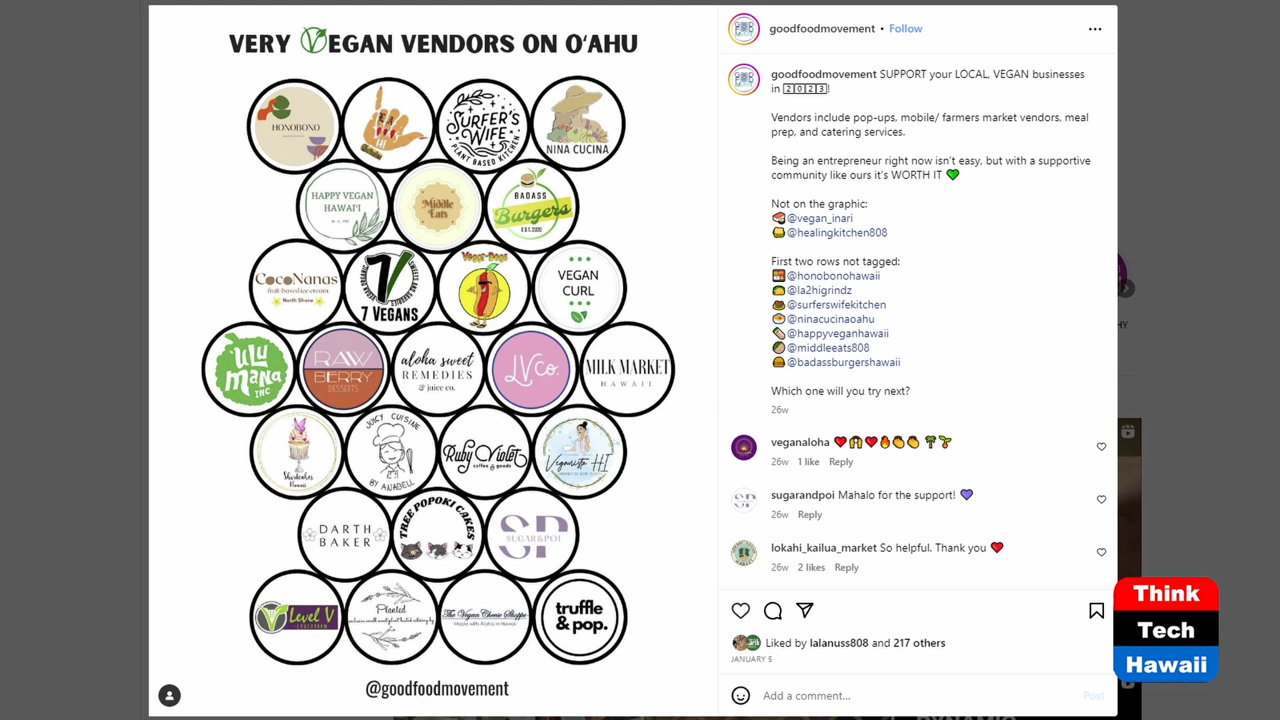 VERY VEGAN VENDORS ON O'AHU
HONOBONO
SURFER'S WIFE
PLANT BASED KITCHEN
NINA CUCINA
HAPPY VEGAN
HAWAI'I
Middle
Eats
BADASS
Burgers
EST. 2020
CocoNanas
fruit-based ice cream
North Shore
7 VEGANS
Vegan-Dogs
VEGAN
CURL
ULU
mana
INC
RAW
BERRY
DESSERTS
aloha sweet
REMEDIES
& juice co.
LVCo.
MILK MARKET
HAWAII
Shortcakes
Hawaii
JUICY CUISINE
BY ANABELL
Ruby Violet
coffee & goods
Veganista HI
DARTH
BAKER
TREE POPOKI CAKES
SP
SUGAR&POI
Level V
Planted
The Vegan Cheese Shoppe
Made with Aloha in Hawaii
truffle
& pop.
@goodfoodmovement
goodfoodmovement • Follow
goodfoodmovement SUPPORT your LOCAL, VEGAN businesses
in 2023!
Vendors include pop-ups, mobile/ farmers market vendors, meal
prep, and catering services.
Being an entrepreneur right now isn't easy, but with a supportive
community like ours it's WORTH IT 💚
Not on the graphic:
@vegan_inari
@healingkitchen808
First two rows not tagged:
@honobonohawaii
@la2higrindz
@surferswifekitchen
@ninacucinaoahu
@happyveganhawaii
@middleeats808
@badassburgershawaii
Which one will you try next?
26w
veganaloha
26w 1 like Reply
sugarandpoi Mahalo for the support! 💜
26w Reply
lokahi_kailua_market So helpful. Thank you ❤️
26w 2 likes Reply
Liked by lalanuss808 and 217 others
JANUARY 5
Add a comment...
Post
Think
Tech
Hawaii